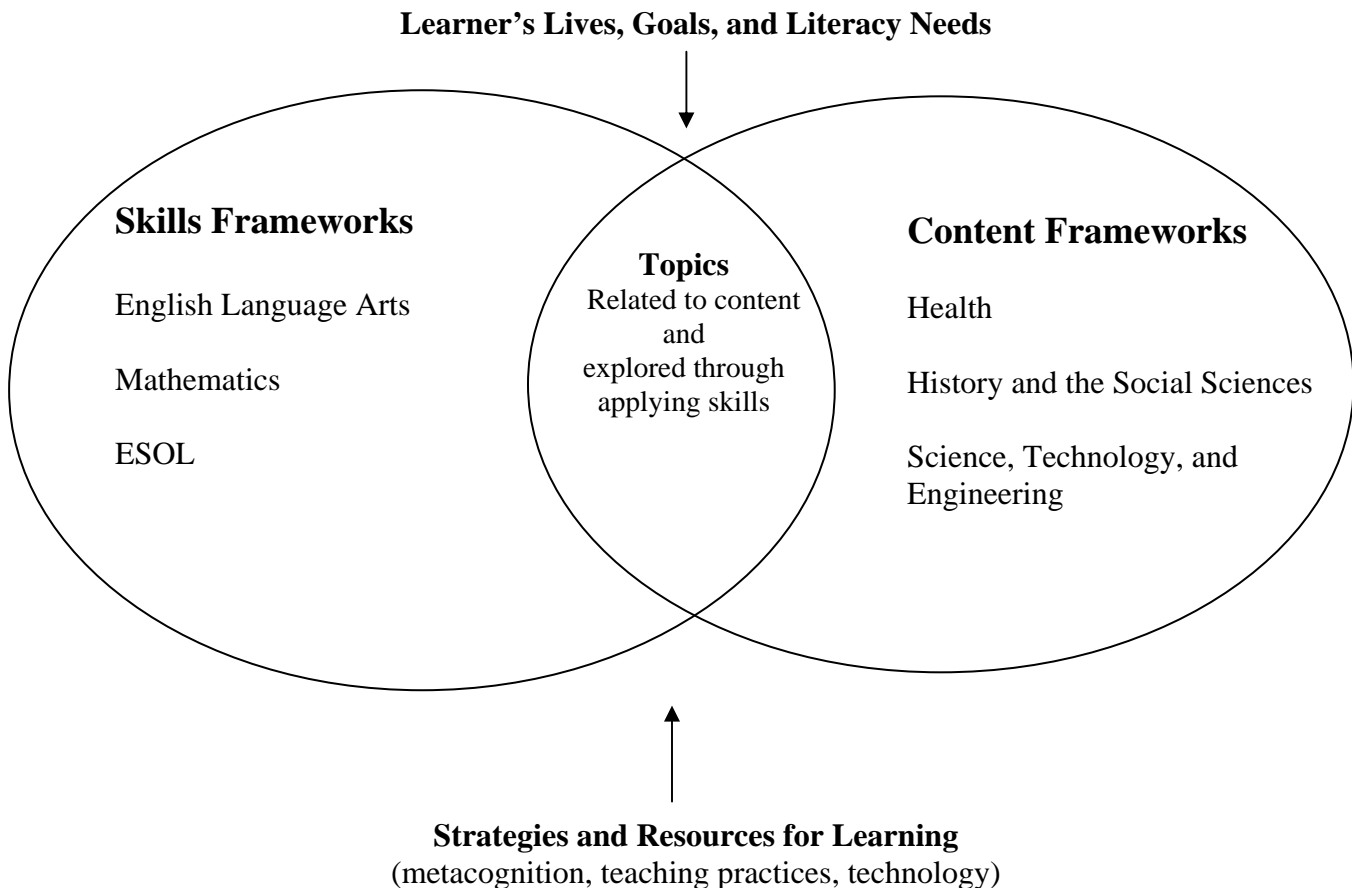 Learner’s Lives, Goals, and Literacy Needs
Skills Frameworks
English Language Arts
Mathematics
ESOL
Topics
Related to content
and
explored through
applying skills
Content Frameworks
Health
History and the Social Sciences
Science, Technology, and
Engineering
Strategies and Resources for Learning
(metacognition, teaching practices, technology)